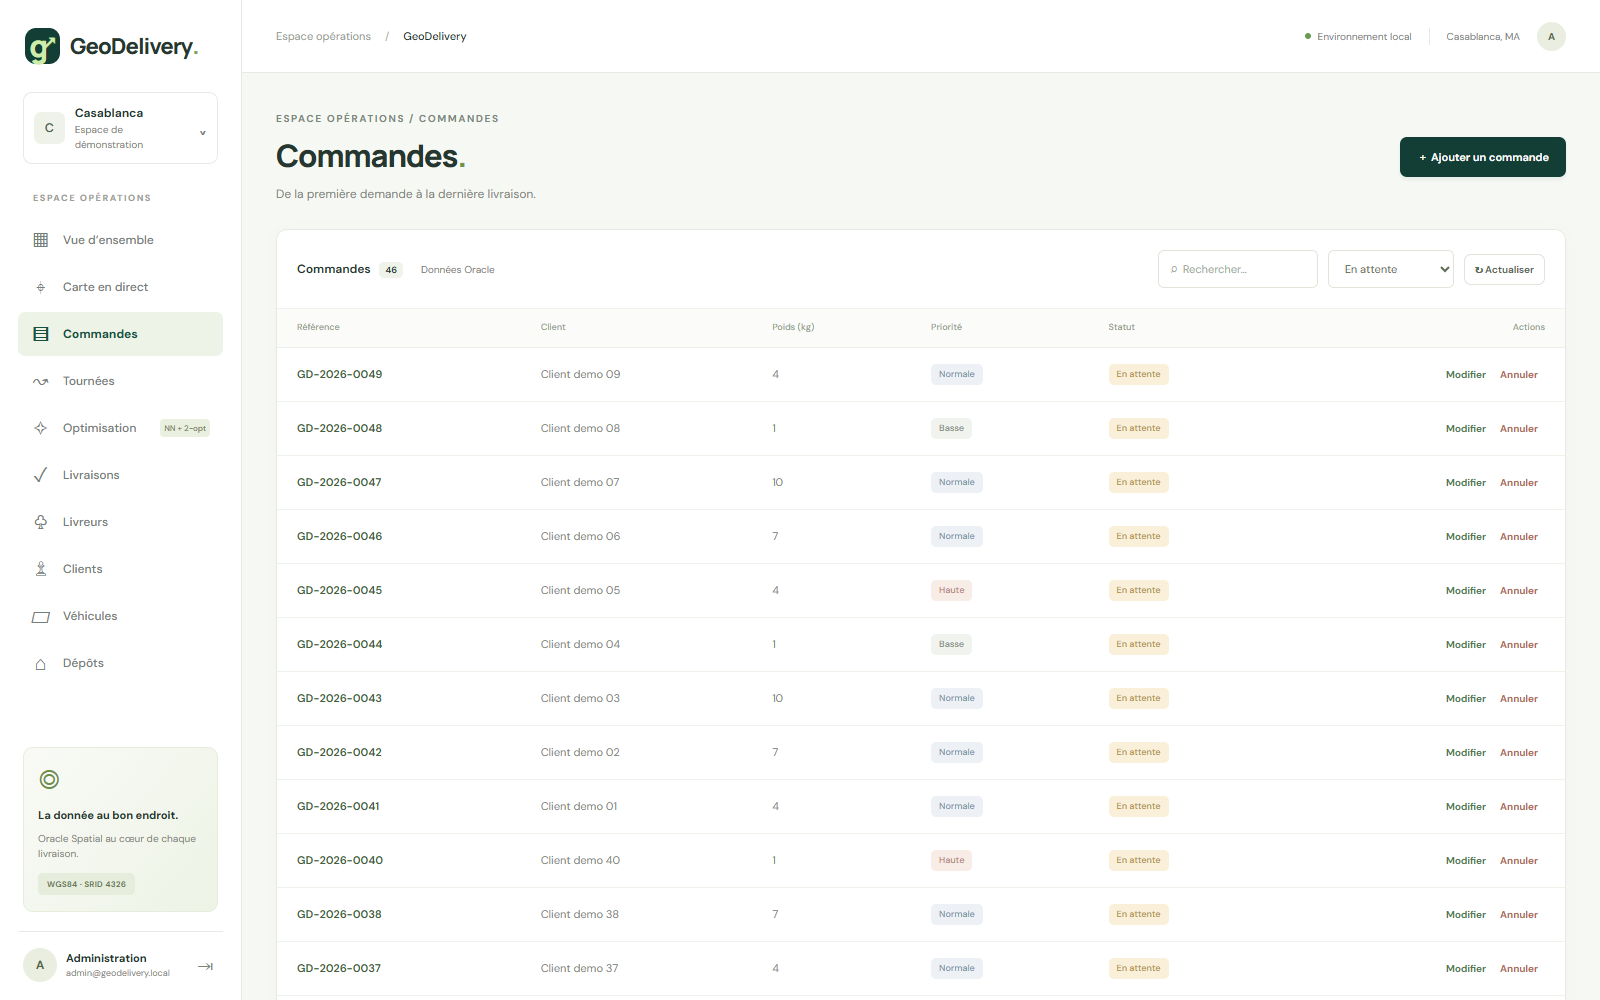 GeoDelivery.
C
Casablanca
Espace de
démonstration
ESPACE OPÉRATIONS
Vue d'ensemble
Carte en direct
Commandes
Tournées
Optimisation NN + 2-opt
Livraisons
Livreurs
Clients
Véhicules
Dépôts
La donnée au bon endroit.
Oracle Spatial au cœur de chaque
livraison.
WGS84 · SRID 4326
A
Administration
admin@geodelivery.local
Espace opérations / GeoDelivery
Environnement local
Casablanca, MA
A
ESPACE OPÉRATIONS / COMMANDES
Commandes.
De la première demande à la dernière livraison.
+ Ajouter un commande
Commandes 46 Données Oracle
Rechercher...
En attente
↻ Actualiser
Référence Client Poids (kg) Priorité Statut Actions
GD-2026-0049 Client demo 09 4 Normale En attente Modifier Annuler
GD-2026-0048 Client demo 08 1 Basse En attente Modifier Annuler
GD-2026-0047 Client demo 07 10 Normale En attente Modifier Annuler
GD-2026-0046 Client demo 06 7 Normale En attente Modifier Annuler
GD-2026-0045 Client demo 05 4 Haute En attente Modifier Annuler
GD-2026-0044 Client demo 04 1 Basse En attente Modifier Annuler
GD-2026-0043 Client demo 03 10 Normale En attente Modifier Annuler
GD-2026-0042 Client demo 02 7 Normale En attente Modifier Annuler
GD-2026-0041 Client demo 01 4 Normale En attente Modifier Annuler
GD-2026-0040 Client demo 40 1 Haute En attente Modifier Annuler
GD-2026-0038 Client demo 38 7 Normale En attente Modifier Annuler
GD-2026-0037 Client demo 37 4 Normale En attente Modifier Annuler